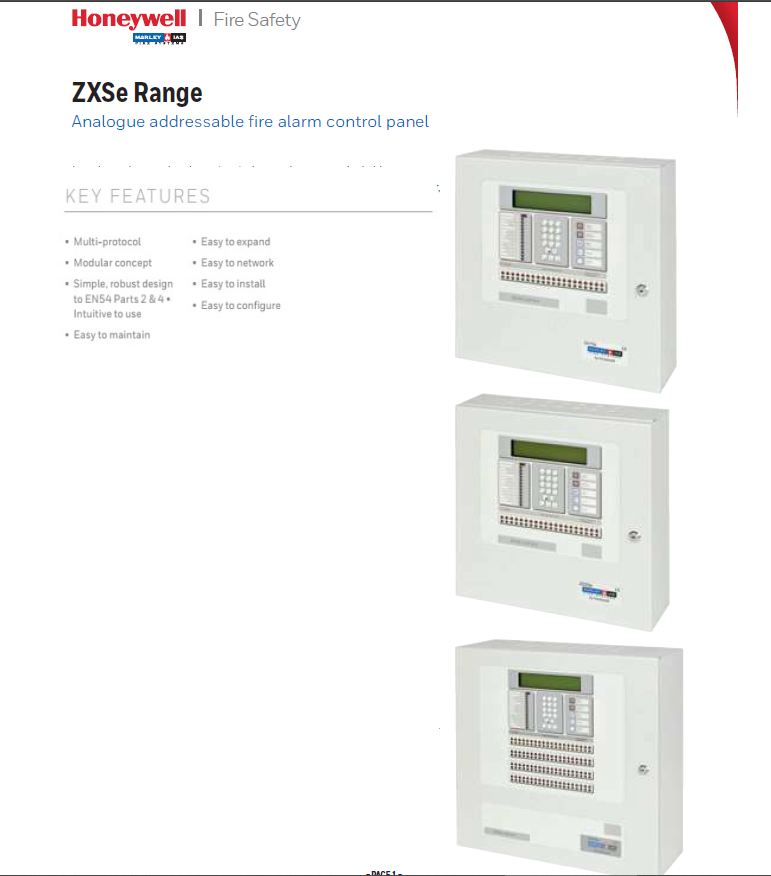 Honeywell | Fire Safety
MORLEY IAS
FIRE SYSTEMS
ZXSe Range
Analogue addressable fire alarm control panel
KEY FEATURES
• Multi-protocol
• Modular concept
• Simple, robust design
to EN54 Parts 2 & 4 •
Intuitive to use
• Easy to maintain
• Easy to expand
• Easy to network
• Easy to install
• Easy to configure